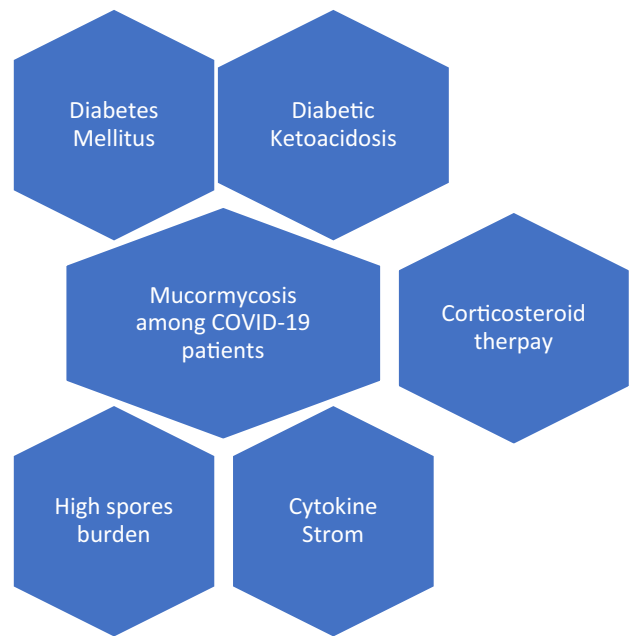 Diabetes
Mellitus
Diabetic
Ketoacidosis
Mucormycosis
among COVID-19
patients
Corticosteroid
therpay
High spores
burden
Cytokine
Strom